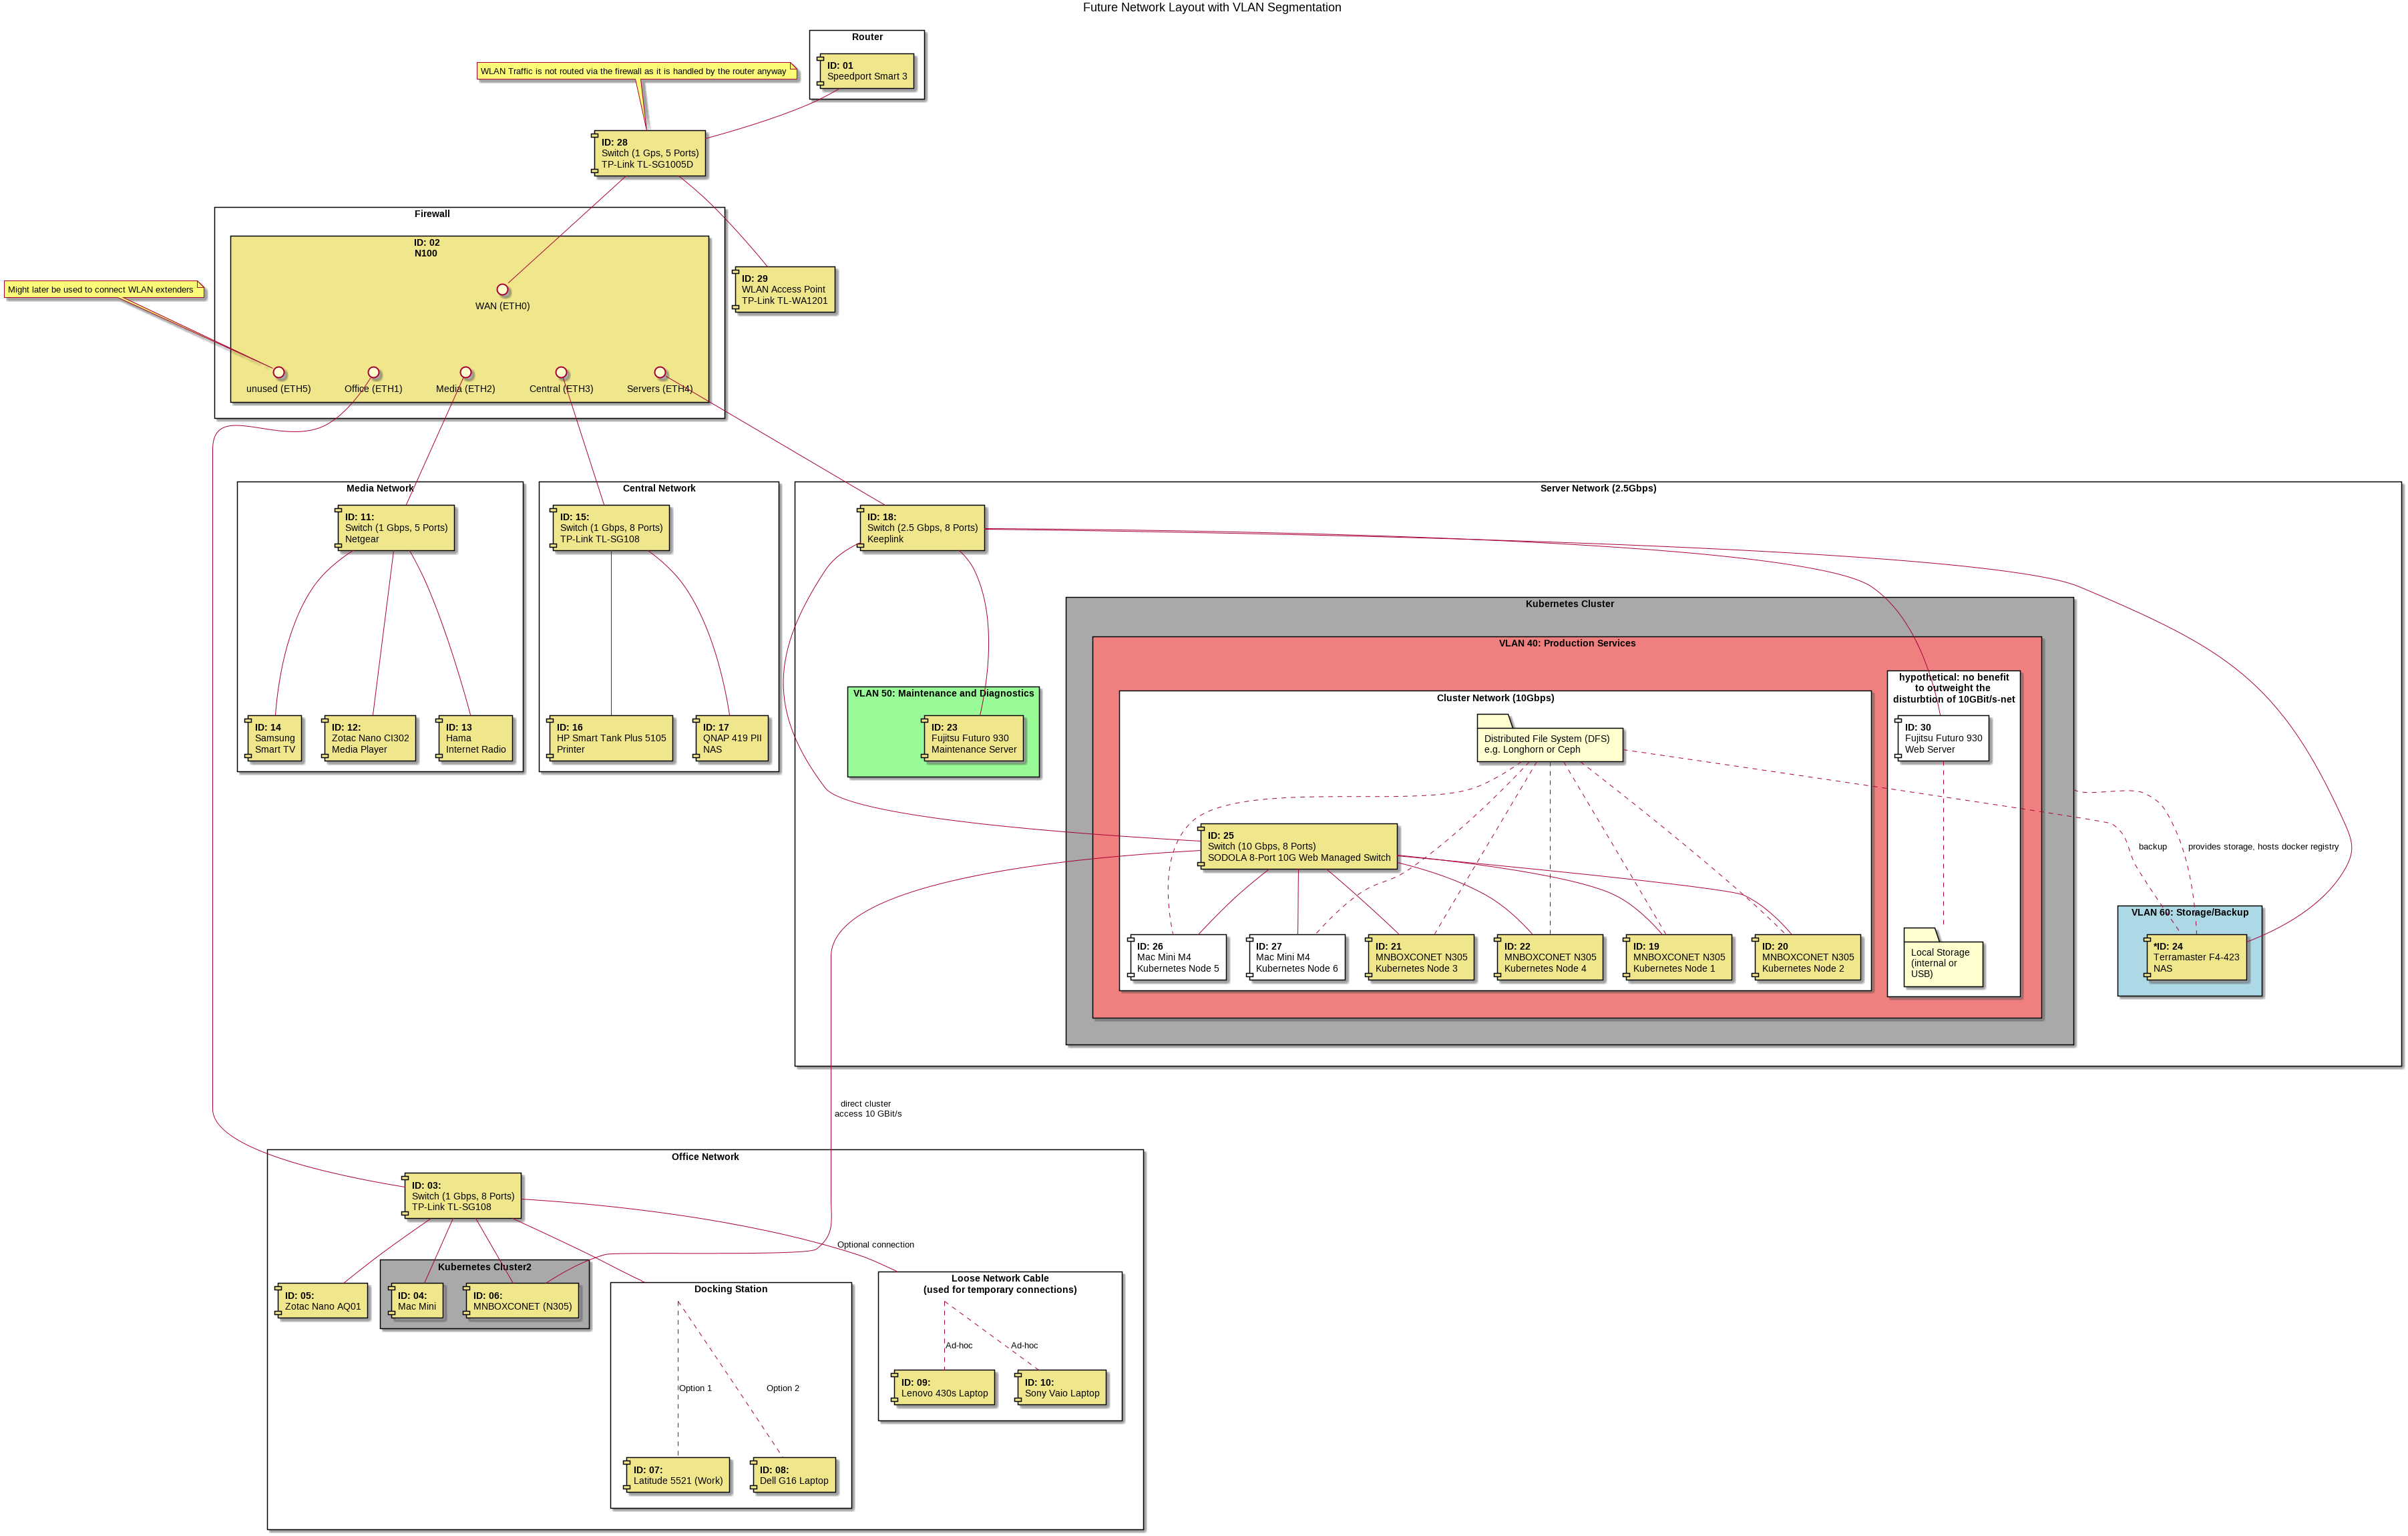 Future Network Layout with VLAN Segmentation
Router
ID: 01
Speedport Smart 3
WLAN Traffic is not routed via the firewall as it is handled by the router anyway
ID: 28
Switch (1 Gps, 5 Ports)
TP-Link TL-SG1005D
Firewall
ID: 02
N100
WAN (ETH0)
ID: 29
WLAN Access Point
TP-Link TL-WA1201
Might later be used to connect WLAN extenders
unused (ETH5)
Office (ETH1)
Media (ETH2)
Central (ETH3)
Servers (ETH4)
Media Network
ID: 11:
Switch (1 Gbps, 5 Ports)
Netgear
ID: 14
Samsung
Smart TV
ID: 12:
Zotac Nano CI302
Media Player
ID: 13
Hama
Internet Radio
Central Network
ID: 15:
Switch (1 Gbps, 8 Ports)
TP-Link TL-SG108
ID: 16
HP Smart Tank Plus 5105
Printer
ID: 17
QNAP 419 PII
NAS
Server Network (2.5Gbps)
ID: 18:
Switch (2.5 Gbps, 8 Ports)
Keeplink
VLAN 50: Maintenance and Diagnostics
ID: 23
Fujitsu Futuro 930
Maintenance Server
Kubernetes Cluster
VLAN 40: Production Services
Cluster Network (10Gbps)
Distributed File System (DFS)
e.g. Longhorn or Ceph
ID: 25
Switch (10 Gbps, 8 Ports)
SODOLA 8-Port 10G Web Managed Switch
ID: 26
Mac Mini M4
Kubernetes Node 5
ID: 27
Mac Mini M4
Kubernetes Node 6
ID: 21
MNBOXCONET N305
Kubernetes Node 3
ID: 22
MNBOXCONET N305
Kubernetes Node 4
ID: 19
MNBOXCONET N305
Kubernetes Node 1
ID: 20
MNBOXCONET N305
Kubernetes Node 2
hypothetical: no benefit
to outweight the
disturbtion of 10GBit/s-net
ID: 30
Fujitsu Futuro 930
Web Server
Local Storage
(internal or
USB)
backup
provides storage, hosts docker registry
VLAN 60: Storage/Backup
*ID: 24
Terramaster F4-423
NAS
direct cluster
access 10 GBit/s
Office Network
ID: 03:
Switch (1 Gbps, 8 Ports)
TP-Link TL-SG108
Optional connection
ID: 05:
Zotac Nano AQ01
Kubernetes Cluster2
ID: 04:
Mac Mini
ID: 06:
MNBOXCONET (N305)
Docking Station
Option 1
Option 2
ID: 07:
Latitude 5521 (Work)
ID: 08:
Dell G16 Laptop
Loose Network Cable
(used for temporary connections)
Ad-hoc
Ad-hoc
ID: 09:
Lenovo 430s Laptop
ID: 10:
Sony Vaio Laptop